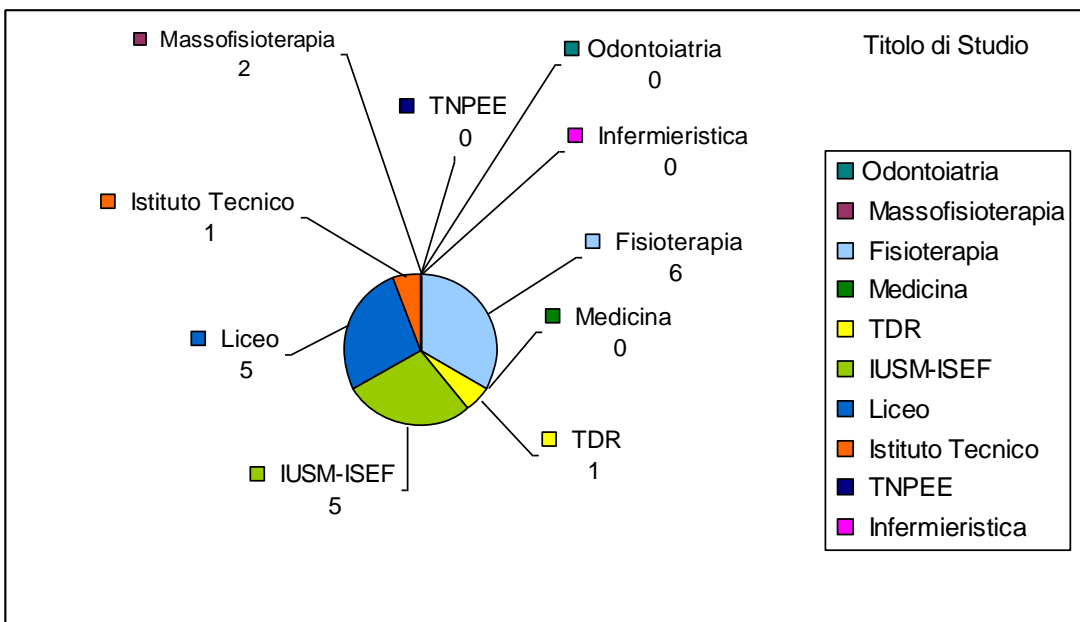 Massofisioterapia
2
Odontoiatria
0
Titolo di Studio
TNPEE
0
Infermieristica
0
Istituto Tecnico
1
Fisioterapia
6
Medicina
0
Liceo
5
TDR
1
IUSM-ISEF
5
Odontoiatria
Massofisioterapia
Fisioterapia
Medicina
TDR
IUSM-ISEF
Liceo
Istituto Tecnico
TNPEE
Infermieristica